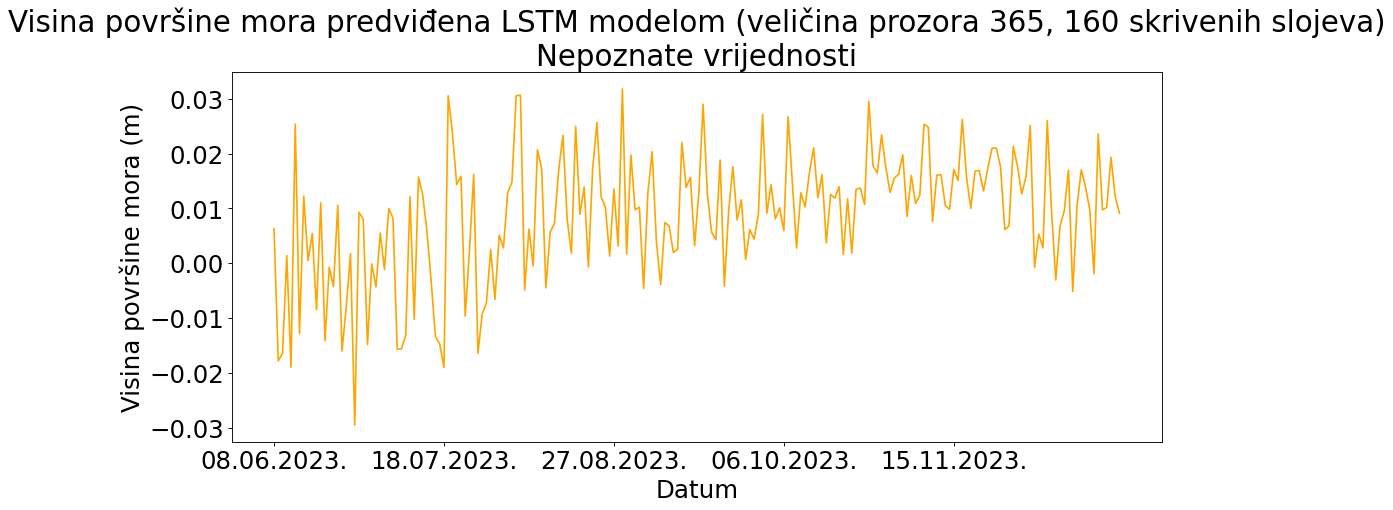 Visina površine mora predviđena LSTM modelom (veličina prozora 365, 160 skrivenih slojeva)
Nepoznate vrijednosti
Visina površine mora (m)
0.03
0.02
0.01
0.00
−0.01
−0.02
−0.03
08.06.2023. 18.07.2023. 27.08.2023. 06.10.2023. 15.11.2023.
Datum